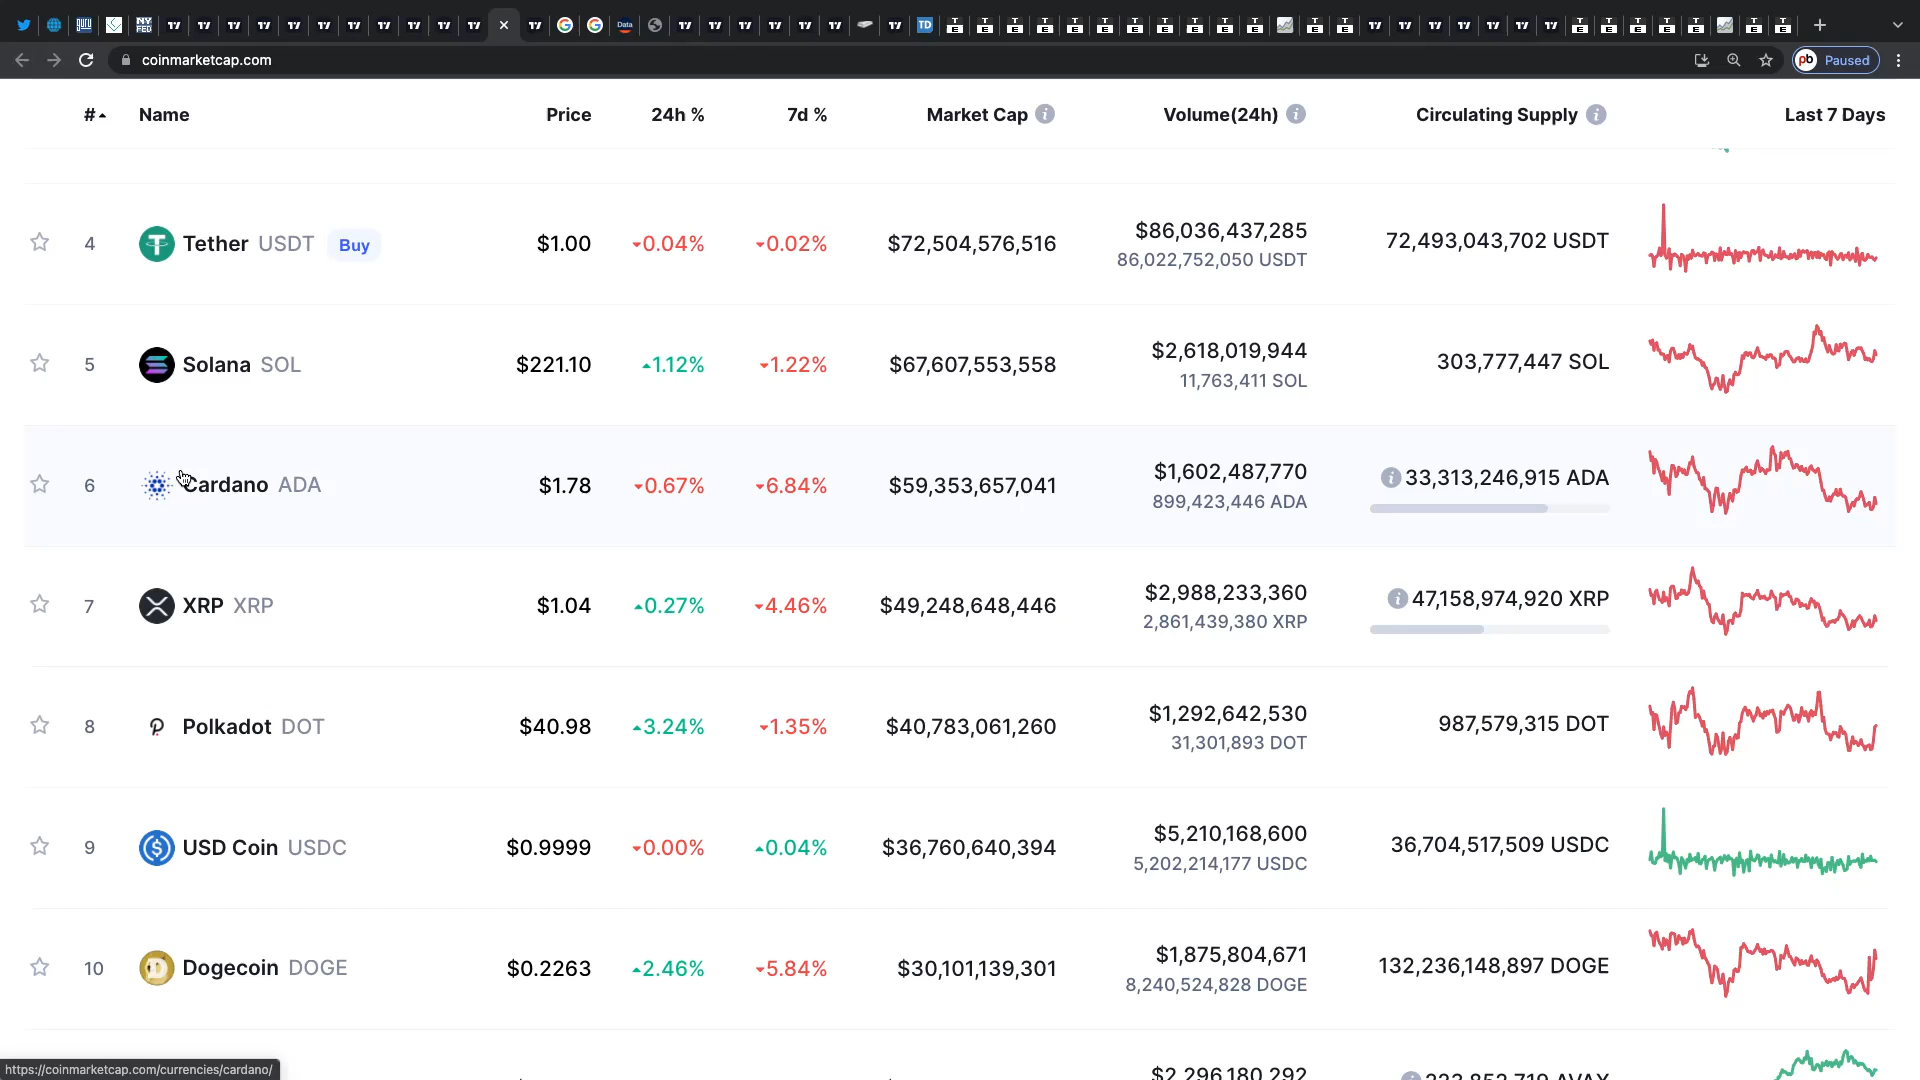 coinmarketcap.com
Paused
# Name Price 24h % 7d % Market Cap Volume(24h) Circulating Supply Last 7 Days
4 Tether USDT Buy $1.00 0.04% 0.02% $72,504,576,516 $86,036,437,285 72,493,043,702 USDT
86,022,752,050 USDT
5 Solana SOL $221.10 1.12% 1.22% $67,607,553,558 $2,618,019,944 303,777,447 SOL
11,763,411 SOL
6 Cardano ADA $1.78 0.67% 6.84% $59,353,657,041 $1,602,487,770 33,313,246,915 ADA
899,423,446 ADA
7 XRP XRP $1.04 0.27% 4.46% $49,248,648,446 $2,988,233,360 47,158,974,920 XRP
2,861,439,380 XRP
8 Polkadot DOT $40.98 3.24% 1.35% $40,783,061,260 $1,292,642,530 987,579,315 DOT
31,301,893 DOT
9 USD Coin USDC $0.9999 0.00% 0.04% $36,760,640,394 $5,210,168,600 36,704,517,509 USDC
5,202,214,177 USDC
10 Dogecoin DOGE $0.2263 2.46% 5.84% $30,101,139,301 $1,875,804,671 132,236,148,897 DOGE
8,240,524,828 DOGE
$2,296,180,292
https://coinmarketcap.com/currencies/cardano/